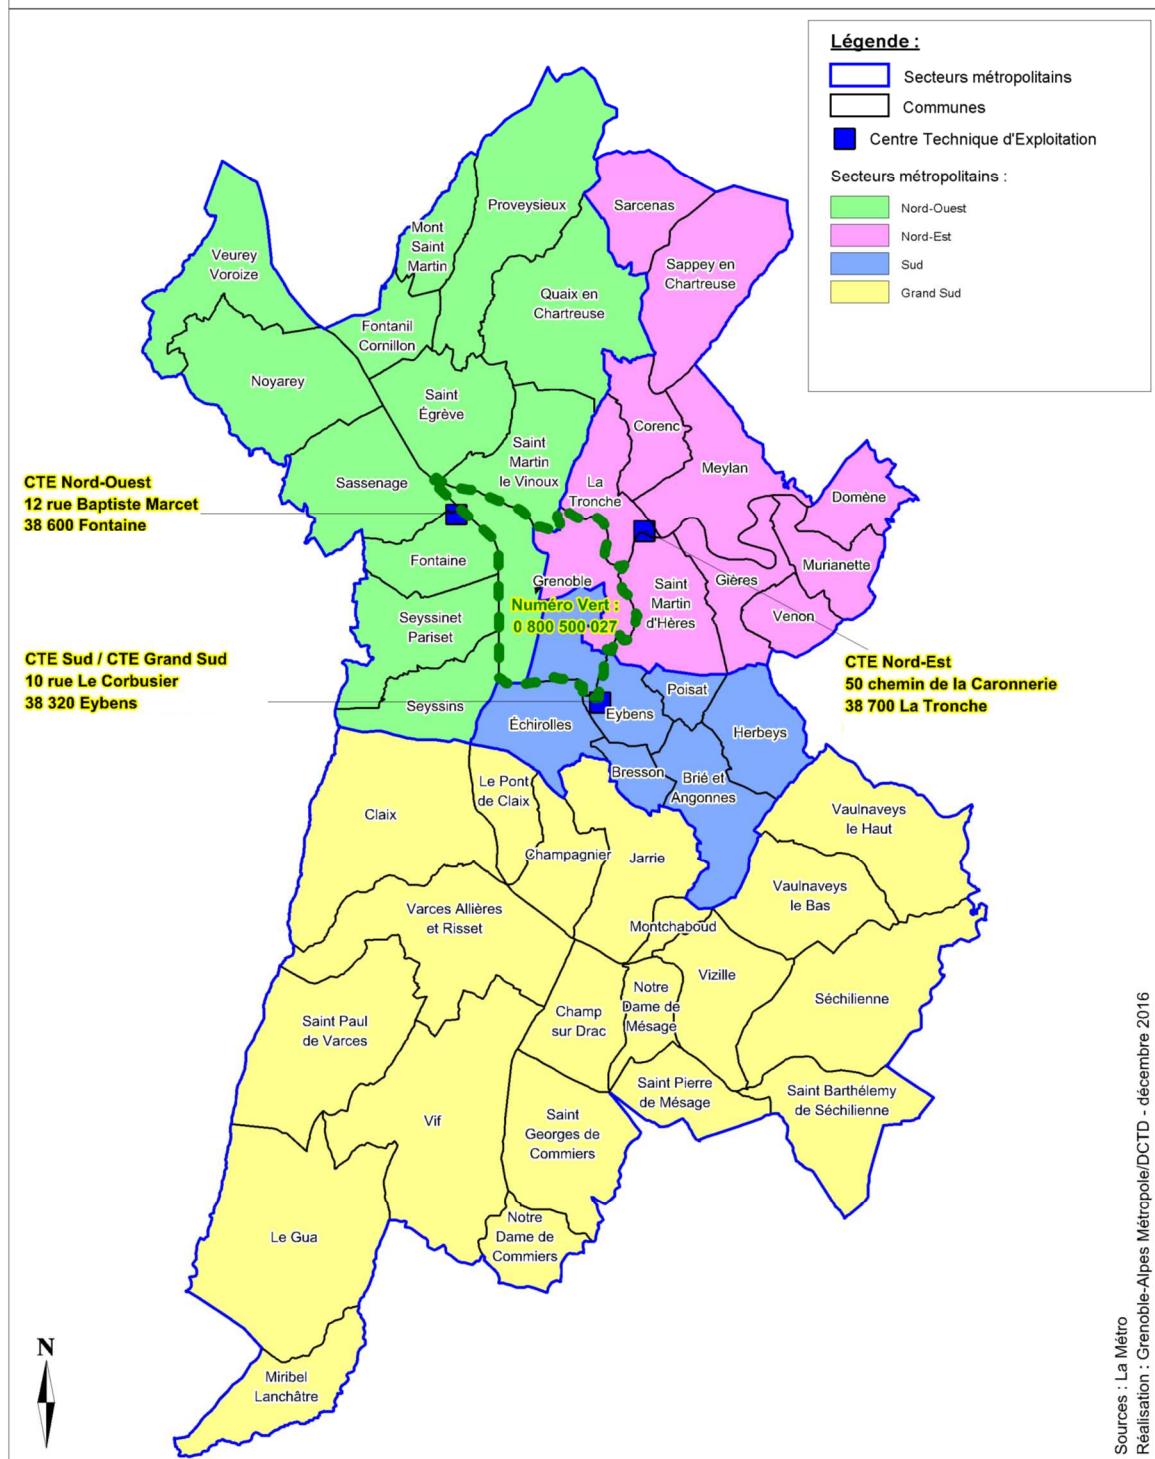 Légende :
Secteurs métropolitains
Communes
Centre Technique d'Exploitation
Secteurs métropolitains :
Nord-Ouest
Nord-Est
Sud
Grand Sud
Proveysieux
Sarcenas
Mont
Saint
Martin
Veurey
Voroize
Sappey en
Chartreuse
Quaix en
Chartreuse
Fontanil
Cornillon
Noyarey
Saint
Égrève
Corenc
Saint
Martin
le Vinoux
Meylan
La
Tronche
Sassenage
Domène
CTE Nord-Ouest
12 rue Baptiste Marcet
38 600 Fontaine
Fontaine
Grenoble
Gières
Murianette
Saint
Martin
d'Hères
Venon
Numéro Vert :
0 800 500 027
Seyssinet
Pariset
CTE Sud / CTE Grand Sud
10 rue Le Corbusier
38 320 Eybens
CTE Nord-Est
50 chemin de la Caronnerie
38 700 La Tronche
Seyssins
Poisat
Eybens
Échirolles
Herbeys
Bresson
Brié et
Angonnes
Le Pont
de Claix
Claix
Vaulnaveys
le Haut
Champagnier
Jarrie
Vaulnaveys
le Bas
Varces Allières
et Risset
Montchaboud
Vizille
Notre
Dame de
Mésage
Séchilienne
Champ
sur Drac
Saint Paul
de Varces
Saint Pierre
de Mésage
Saint Barthélemy
de Séchilienne
Vif
Saint
Georges de
Commiers
Notre
Dame de
Commiers
Le Gua
Miribel
Lanchâtre
N
Sources : La Métro
Réalisation : Grenoble-Alpes Métropole/DCTD - décembre 2016